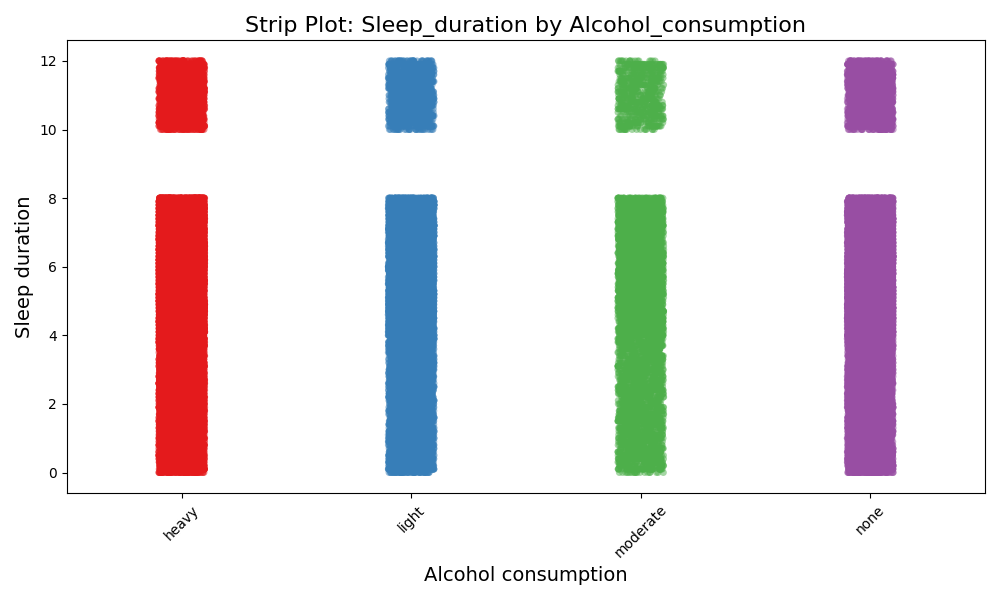 Strip Plot: Sleep_duration by Alcohol_consumption
Sleep duration
12
10
8
6
4
2
0
heavy
light
moderate
none
Alcohol consumption